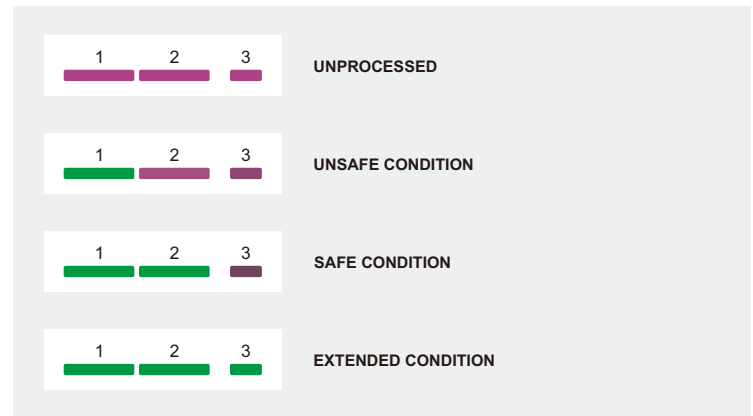 1 2 3 UNPROCESSED
1 2 3 UNSAFE CONDITION
1 2 3 SAFE CONDITION
1 2 3 EXTENDED CONDITION